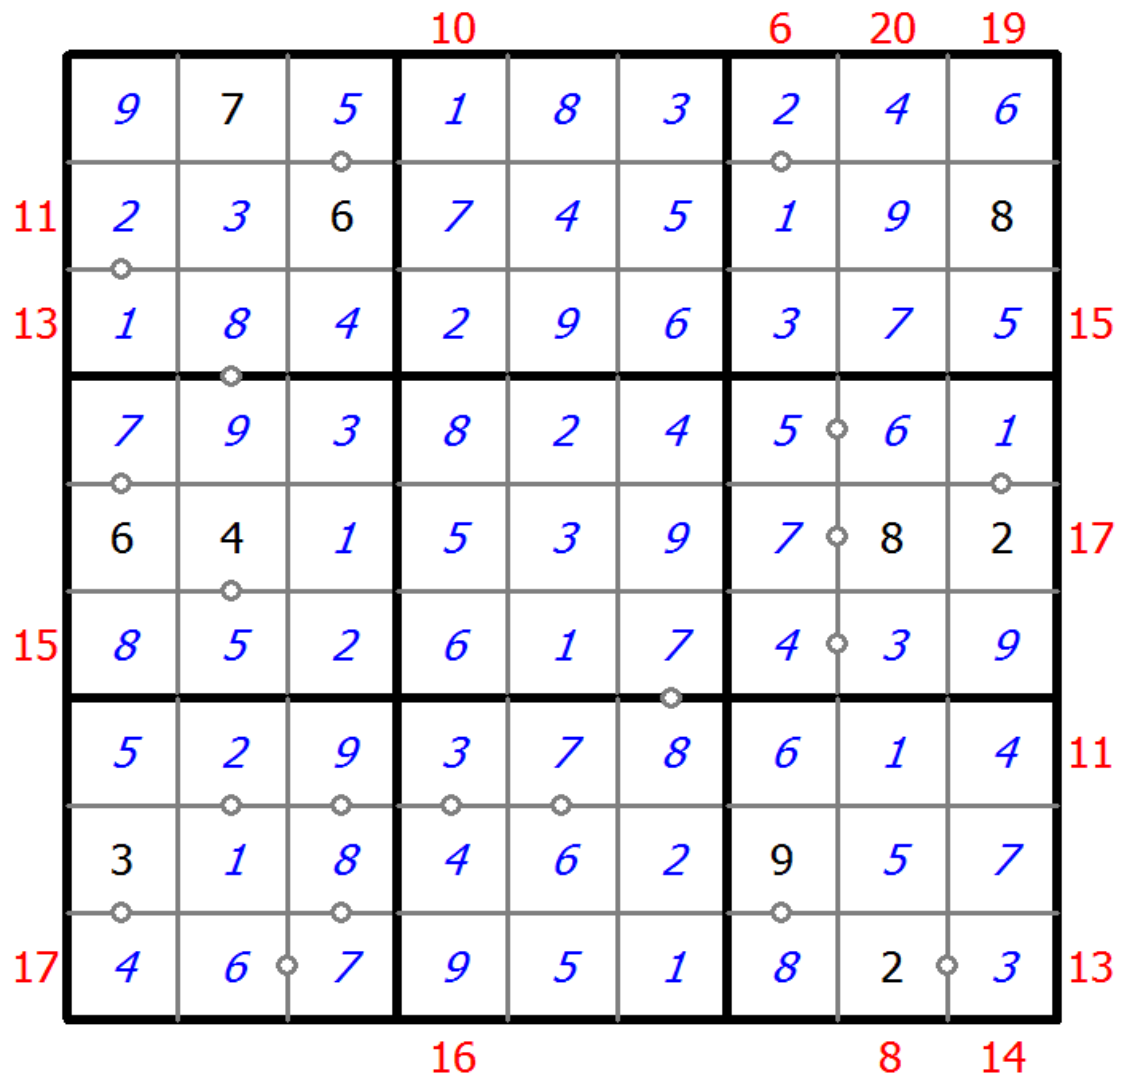 10 6 20 19
9 7 5 1 8 3 2 4 6
11 2 3 6 7 4 5 1 9 8
13 1 8 4 2 9 6 3 7 5 15
7 9 3 8 2 4 5 6 1
6 4 1 5 3 9 7 8 2 17
15 8 5 2 6 1 7 4 3 9
5 2 9 3 7 8 6 1 4 11
3 1 8 4 6 2 9 5 7
17 4 6 7 9 5 1 8 2 3 13
16 8 14